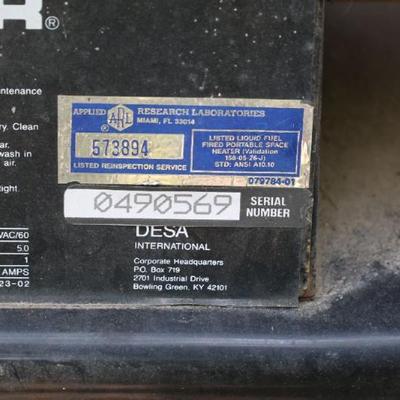 R®
maintenance
ry. Clean
ar.
wash in
air.
tight.
APPLIED ARL RESEARCH LABORATORIES
® MIAMI, FL 33014
573894
LISTED REINSPECTION SERVICE
LISTED LIQUID FUEL
FIRED PORTABLE SPACE
HEATER (Validation
158-05-Z6-J)
STD: ANSI A10.10
079784-01
0490569
SERIAL
NUMBER
VAC/60
5.0
1
AMPS
23-02
DESA
INTERNATIONAL
Corporate Headquarters
P.O. Box 719
2701 Industrial Drive
Bowling Green, KY 42101